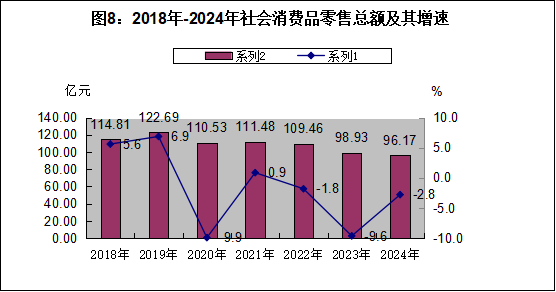 图8：2018年-2024年社会消费品零售总额及其增速
系列2 系列1
亿元 %
140.00 120.00 100.00 80.00 60.00 40.00 20.00 0.00
114.81 122.69 110.53 111.48 109.46 98.93 96.17
5.6 6.9 -9.9 0.9 -1.8 -9.6 -2.8
10.0 5.0 0.0 -5.0 -10.0
2018年 2019年 2020年 2021年 2022年 2023年 2024年